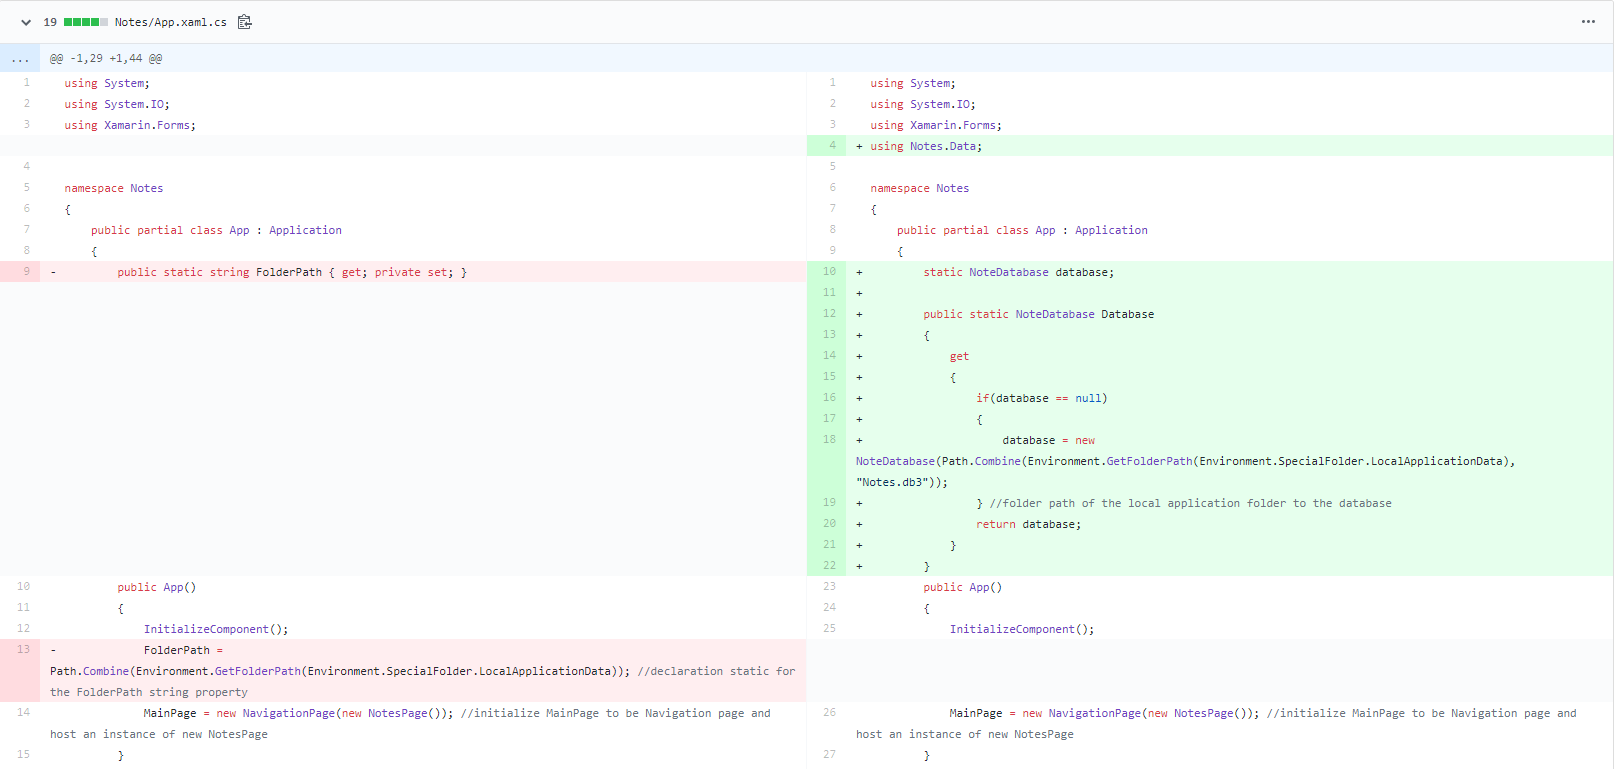 19 Notes/App.xaml.cs
... @@ -1,29 +1,44 @@
1 using System;
2 using System.IO;
3 using Xamarin.Forms;
4
5 namespace Notes
6 {
7 public partial class App : Application
8 {
9 - public static string FolderPath { get; private set; }
10 public App()
11 {
12 InitializeComponent();
13 - FolderPath =
Path.Combine(Environment.GetFolderPath(Environment.SpecialFolder.LocalApplicationData)); //declaration static for
the FolderPath string property
14 MainPage = new NavigationPage(new NotesPage()); //initialize MainPage to be Navigation page and
host an instance of new NotesPage
15 }
1 using System;
2 using System.IO;
3 using Xamarin.Forms;
4 + using Notes.Data;
5
6 namespace Notes
7 {
8 public partial class App : Application
9 {
10 + static NoteDatabase database;
11 +
12 + public static NoteDatabase Database
13 + {
14 + get
15 + {
16 + if(database == null)
17 + {
18 + database = new
NoteDatabase(Path.Combine(Environment.GetFolderPath(Environment.SpecialFolder.LocalApplicationData),
"Notes.db3"));
19 + } //folder path of the local application folder to the database
20 + return database;
21 + }
22 + }
23 public App()
24 {
25 InitializeComponent();
26 MainPage = new NavigationPage(new NotesPage()); //initialize MainPage to be Navigation page and
host an instance of new NotesPage
27 }